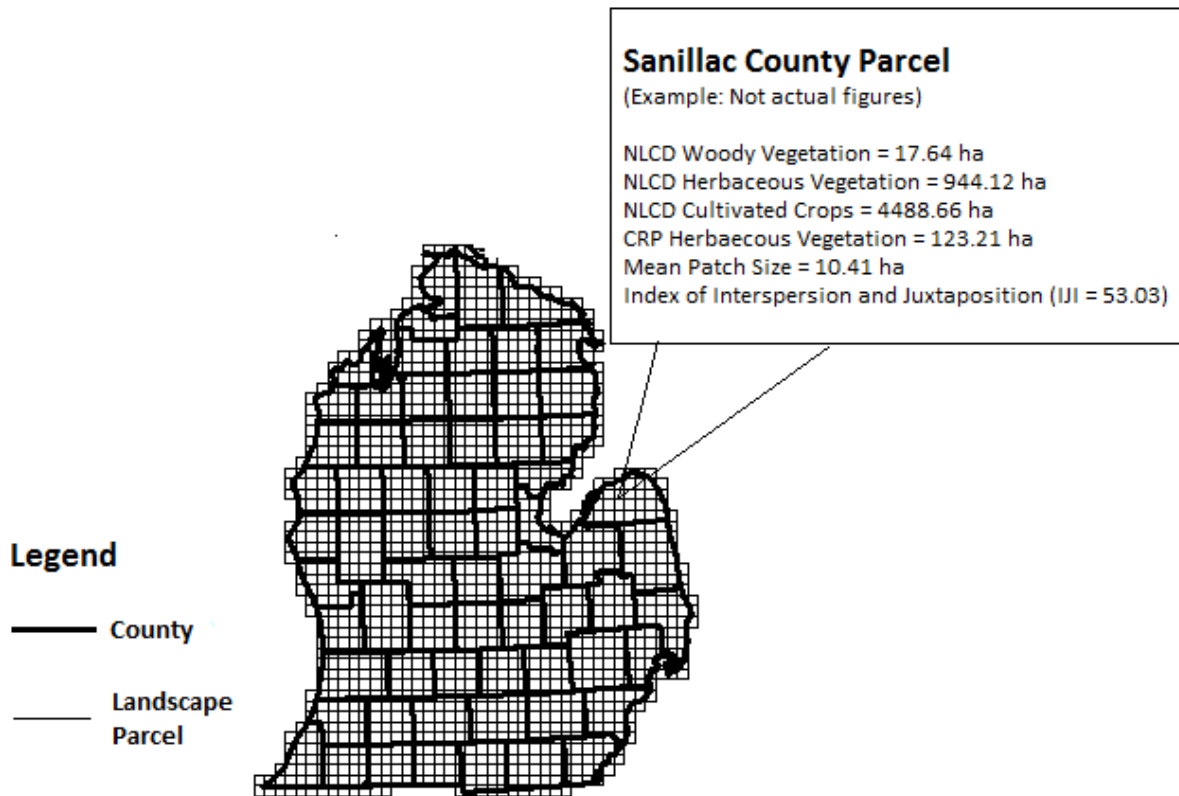 Sanillac County Parcel
(Example: Not actual figures)
NLCD Woody Vegetation = 17.64 ha
NLCD Herbaceous Vegetation = 944.12 ha
NLCD Cultivated Crops = 4488.66 ha
CRP Herbaecous Vegetation = 123.21 ha
Mean Patch Size = 10.41 ha
Index of Interspersion and Juxtaposition (IJI = 53.03)
Legend
County
Landscape
Parcel